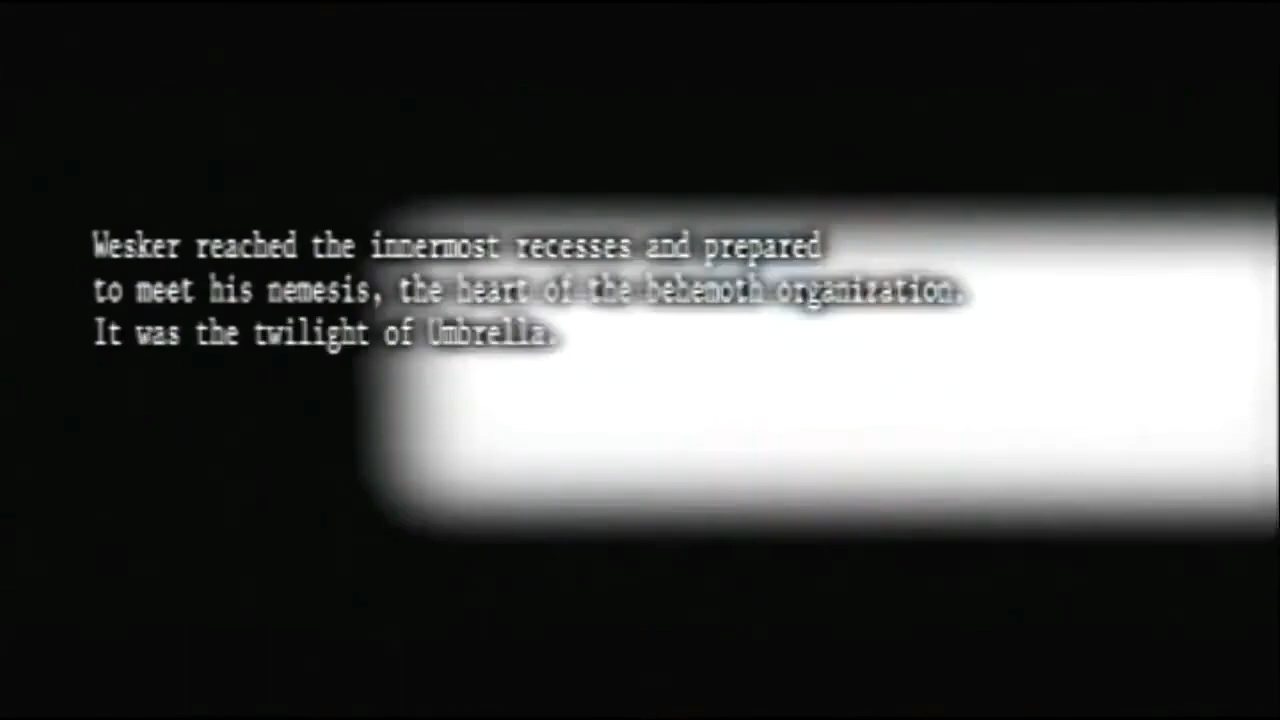 Wesker reached the innermost recesses and prepared
to meet his nemesis, the heart of the behemoth organization.
It was the twilight of Umbrella.